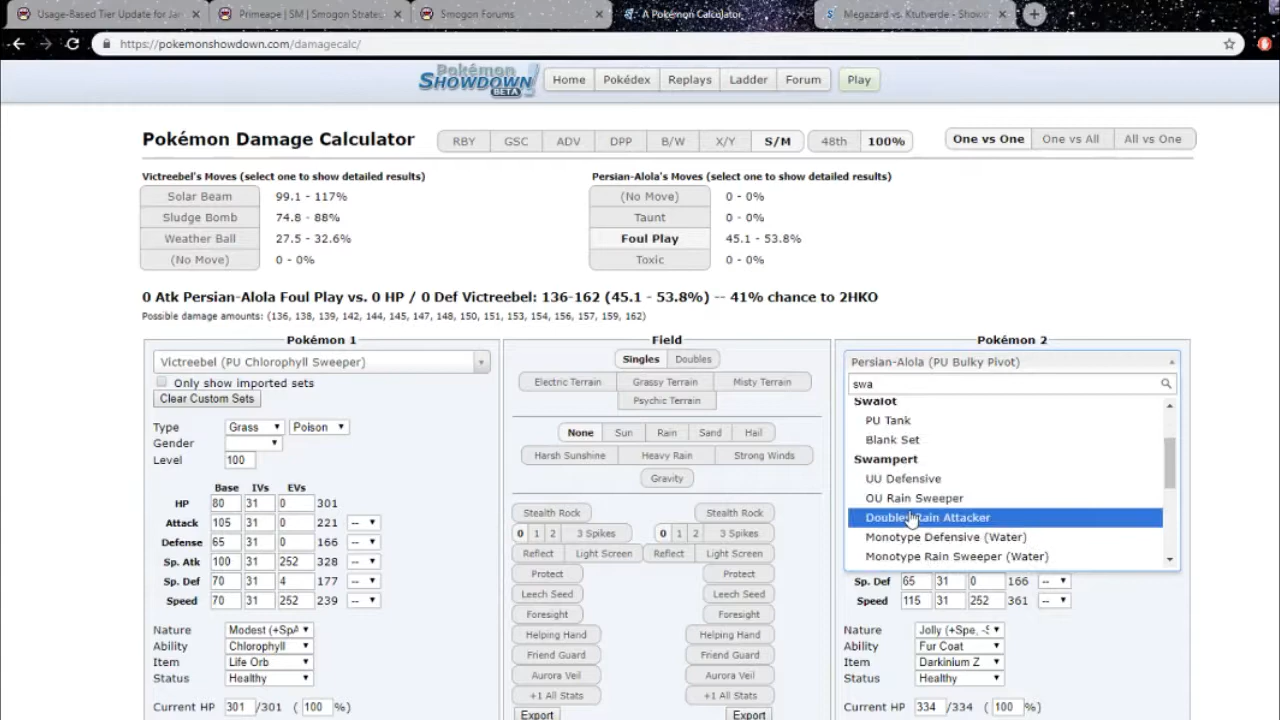 Usage-Based Tier Update for Ja
Primeape | SM | Smogon Strate
Smogon Forums
A Pokémon Calculator
Megazard vs. Ktutverde - Showd
https://pokemonshowdown.com/damagecalc/
Pokémon SHOWDOWN BETA
Home Pokédex Replays Ladder Forum Play
Pokémon Damage Calculator RBY GSC ADV DPP B/W X/Y S/M 48th 100% One vs One One vs All All vs One
Victreebel's Moves (select one to show detailed results) Persian-Alola's Moves (select one to show detailed results)
Solar Beam 99.1 - 117% (No Move) 0 - 0%
Sludge Bomb 74.8 - 88% Taunt 0 - 0%
Weather Ball 27.5 - 32.6% Foul Play 45.1 - 53.8%
(No Move) 0 - 0% Toxic 0 - 0%
0 Atk Persian-Alola Foul Play vs. 0 HP / 0 Def Victreebel: 136-162 (45.1 - 53.8%) -- 41% chance to 2HKO
Possible damage amounts: (136, 138, 139, 142, 144, 145, 147, 148, 150, 151, 153, 154, 156, 157, 159, 162)
Pokémon 1
Victreebel (PU Chlorophyll Sweeper)
Only show imported sets
Clear Custom Sets
Type Grass Poison
Gender
Level 100
Base IVs EVs
HP 80 31 0 301
Attack 105 31 0 221 --
Defense 65 31 0 166 --
Sp. Atk 100 31 252 328 --
Sp. Def 70 31 4 177 --
Speed 70 31 252 239 --
Nature Modest (+SpA
Ability Chlorophyll
Item Life Orb
Status Healthy
Current HP 301 /301 ( 100 %)
Field
Singles Doubles
Electric Terrain Grassy Terrain Misty Terrain
Psychic Terrain
None Sun Rain Sand Hail
Harsh Sunshine Heavy Rain Strong Winds
Gravity
Stealth Rock Stealth Rock
0 1 2 3 Spikes 0 1 2 3 Spikes
Reflect Light Screen Reflect Light Screen
Protect Protect
Leech Seed Leech Seed
Foresight Foresight
Helping Hand Helping Hand
Friend Guard Friend Guard
Aurora Veil Aurora Veil
+1 All Stats +1 All Stats
Export Export
Pokémon 2
Persian-Alola (PU Bulky Pivot)
swa
Swalot
PU Tank
Blank Set
Swampert
UU Defensive
OU Rain Sweeper
Doubles Rain Attacker
Monotype Defensive (Water)
Monotype Rain Sweeper (Water)
Sp. Def 65 31 0 166 --
Speed 115 31 252 361 --
Nature Jolly (+Spe, -S
Ability Fur Coat
Item Darkinium Z
Status Healthy
Current HP 334 /334 ( 100 %)